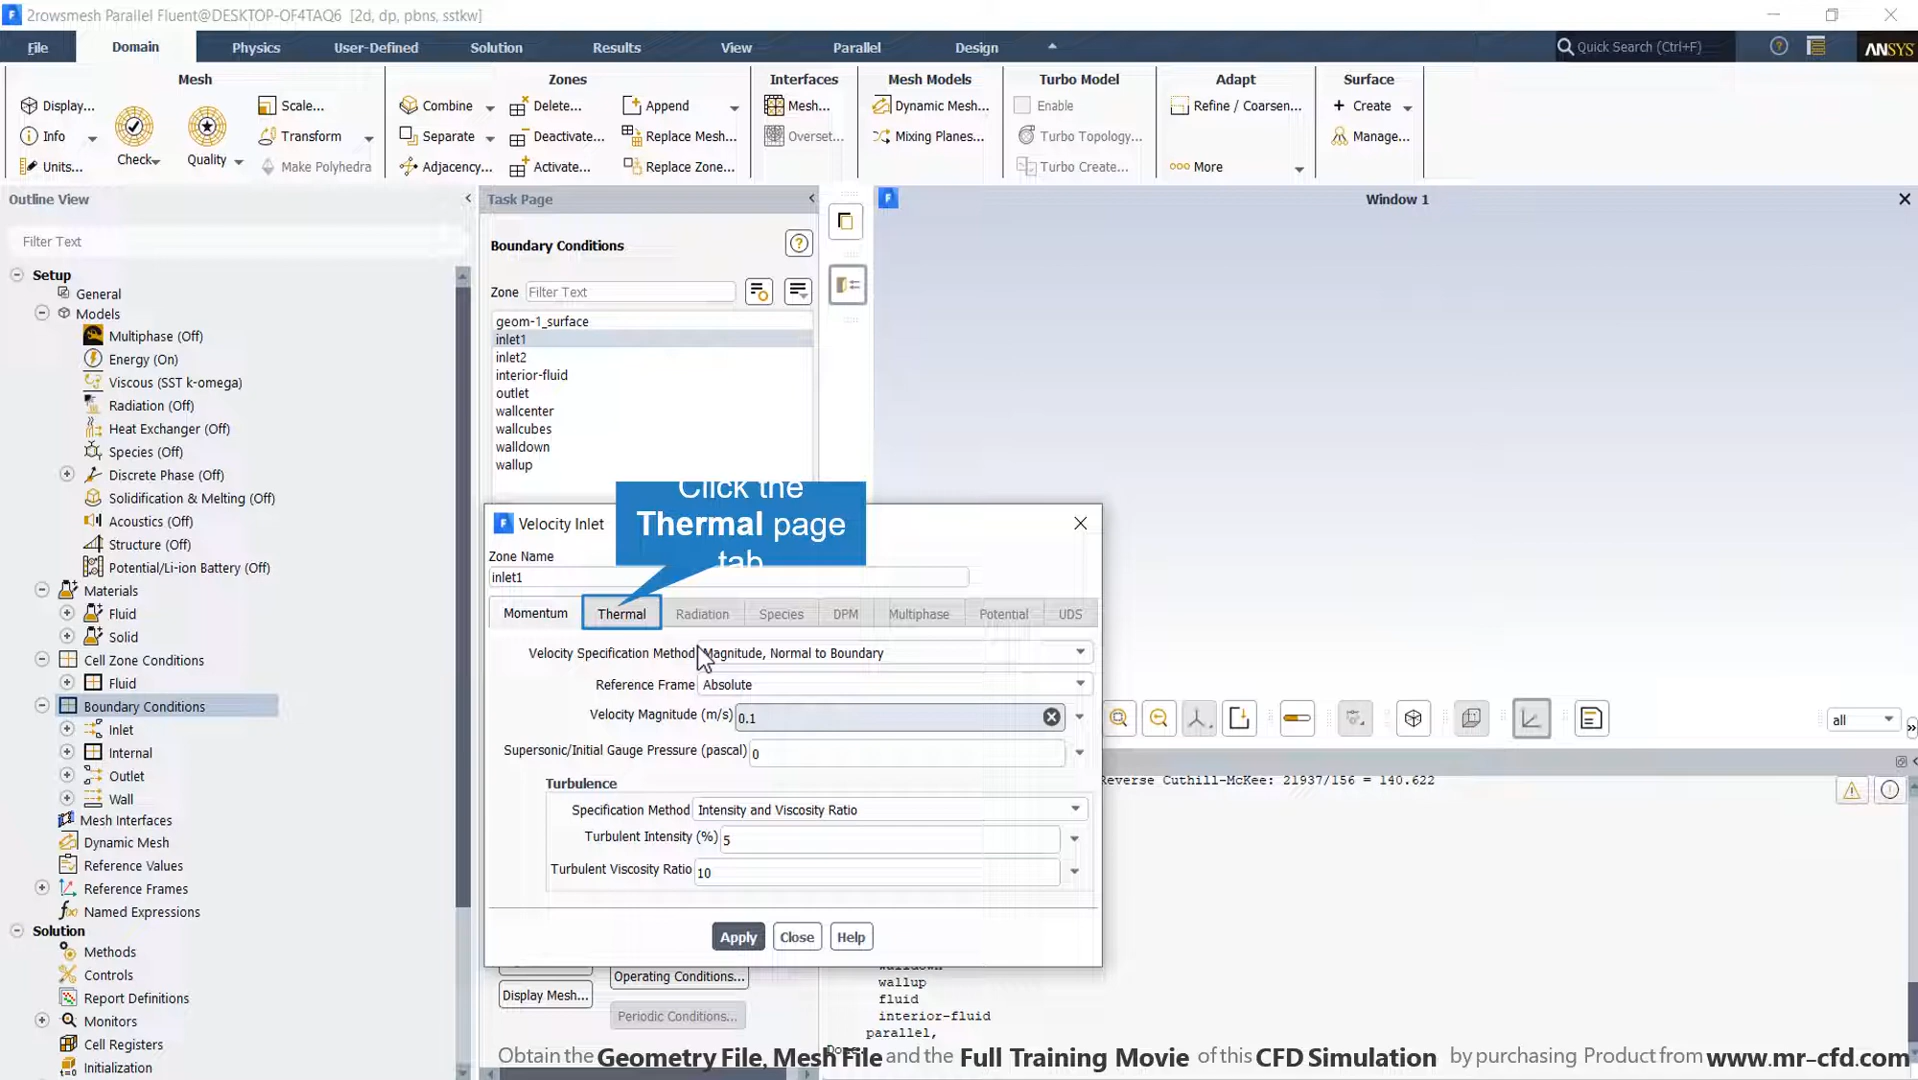 2rowsmesh Parallel Fluent@DESKTOP-OF4TAQ6 [2d, dp, pbns, sstkw]
File Domain Physics User-Defined Solution Results View Parallel Design Quick Search (Ctrl+F) ANSYS
Mesh Zones Interfaces Mesh Models Turbo Model Adapt Surface
Display... Scale... Combine Delete... Append Mesh... Dynamic Mesh... Enable Refine / Coarsen... Create
Info Check Quality Transform Separate Deactivate... Replace Mesh... Overset... Mixing Planes... Turbo Topology... Manage...
Units... Make Polyhedra Adjacency... Activate... Replace Zone... Turbo Create... More
Outline View
Filter Text
Setup
General
Models
Multiphase (Off)
Energy (On)
Viscous (SST k-omega)
Radiation (Off)
Heat Exchanger (Off)
Species (Off)
Discrete Phase (Off)
Solidification & Melting (Off)
Acoustics (Off)
Structure (Off)
Potential/Li-ion Battery (Off)
Materials
Fluid
Solid
Cell Zone Conditions
Fluid
Boundary Conditions
Inlet
Internal
Outlet
Wall
Mesh Interfaces
Dynamic Mesh
Reference Values
Reference Frames
Named Expressions
Solution
Methods
Controls
Report Definitions
Monitors
Cell Registers
Initialization
Task Page
Boundary Conditions
Zone Filter Text
geom-1_surface
inlet1
inlet2
interior-fluid
outlet
wallcenter
wallcubes
walldown
wallup
Click the
Thermal page
tab
Velocity Inlet
Zone Name
inlet1
Momentum Thermal Radiation Species DPM Multiphase Potential UDS
Velocity Specification Method Magnitude, Normal to Boundary
Reference Frame Absolute
Velocity Magnitude (m/s) 0.1
Supersonic/Initial Gauge Pressure (pascal) 0
Turbulence
Specification Method Intensity and Viscosity Ratio
Turbulent Intensity (%) 5
Turbulent Viscosity Ratio 10
Apply Close Help
Operating Conditions...
Display Mesh...
Periodic Conditions...
Window 1
all
Reverse Cuthill-McKee: 21937/156 = 140.622
walldown
wallup
fluid
interior-fluid
parallel,
Done.
Obtain the Geometry File, Mesh File and the Full Training Movie of this CFD Simulation by purchasing Product from www.mr-cfd.com